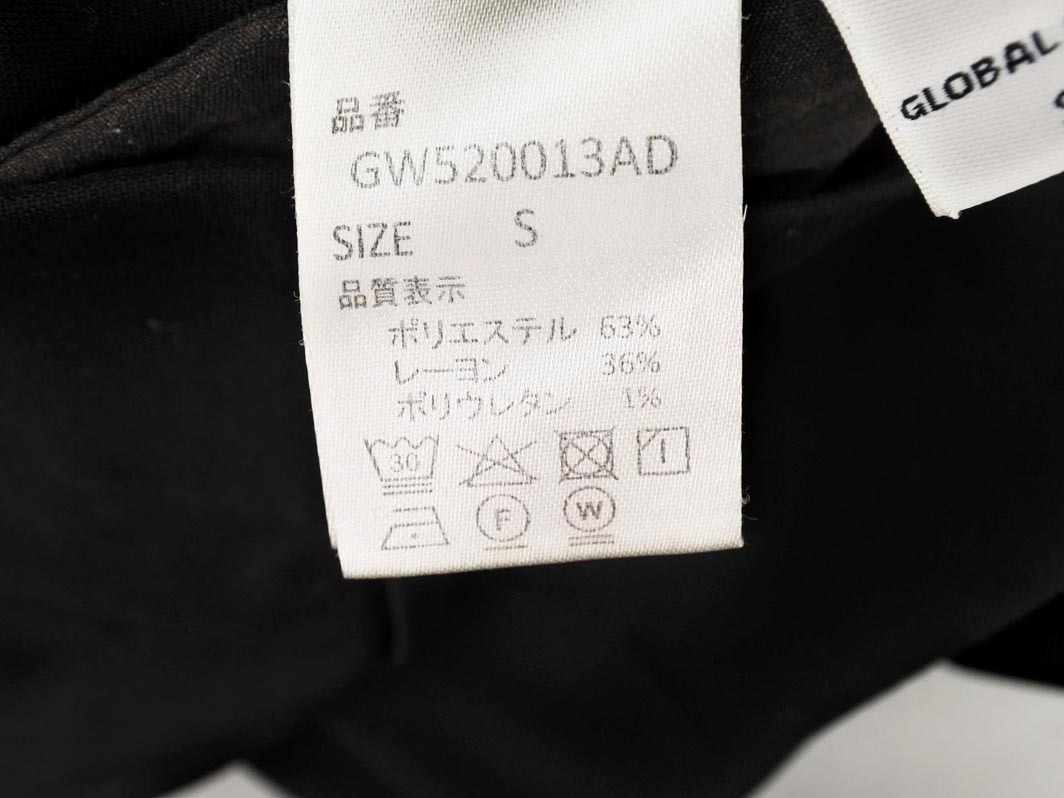 品番
GW520013AD
SIZE S
品質表示
ポリエステル 63%
レーヨン 36%
ポリウレタン 1%
30
F W
GLOBAL